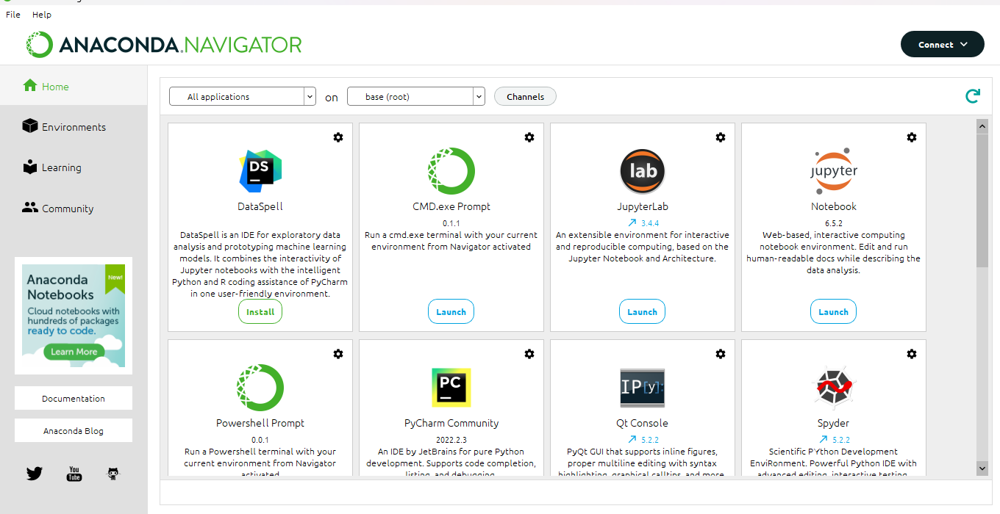 File Help
ANACONDA.NAVIGATOR
Connect
Home
Environments
Learning
Community
Anaconda
Notebooks
New!
Cloud notebooks with
hundreds of packages
ready to code.
Learn More
Documentation
Anaconda Blog
You
Tube
All applications on base (root) Channels
DS
DataSpell
DataSpell is an IDE for exploratory data
analysis and prototyping machine learning
models. It combines the interactivity of
Jupyter notebooks with the intelligent
Python and R coding assistance of PyCharm
in one user-friendly environment.
Install
CMD.exe Prompt
0.1.1
Run a cmd.exe terminal with your current
environment from Navigator activated
Launch
lab
JupyterLab
3.4.4
An extensible environment for interactive
and reproducible computing, based on the
Jupyter Notebook and Architecture.
Launch
jupyter
Notebook
6.5.2
Web-based, interactive computing
notebook environment. Edit and run
human-readable docs while describing the
data analysis.
Launch
Powershell Prompt
0.0.1
Run a Powershell terminal with your
current environment from Navigator
activated
PC
PyCharm Community
2022.2.3
An IDE by JetBrains for pure Python
development. Supports code completion,
listing, and debugging
IP[y]:
Qt Console
5.2.2
PyQt GUI that supports inline figures,
proper multiline editing with syntax
highlighting, graphical calltips, and more
Spyder
5.2.2
Scientific PYthon Development
EnviRonment. Powerful Python IDE with
advanced editing, interactive testing,